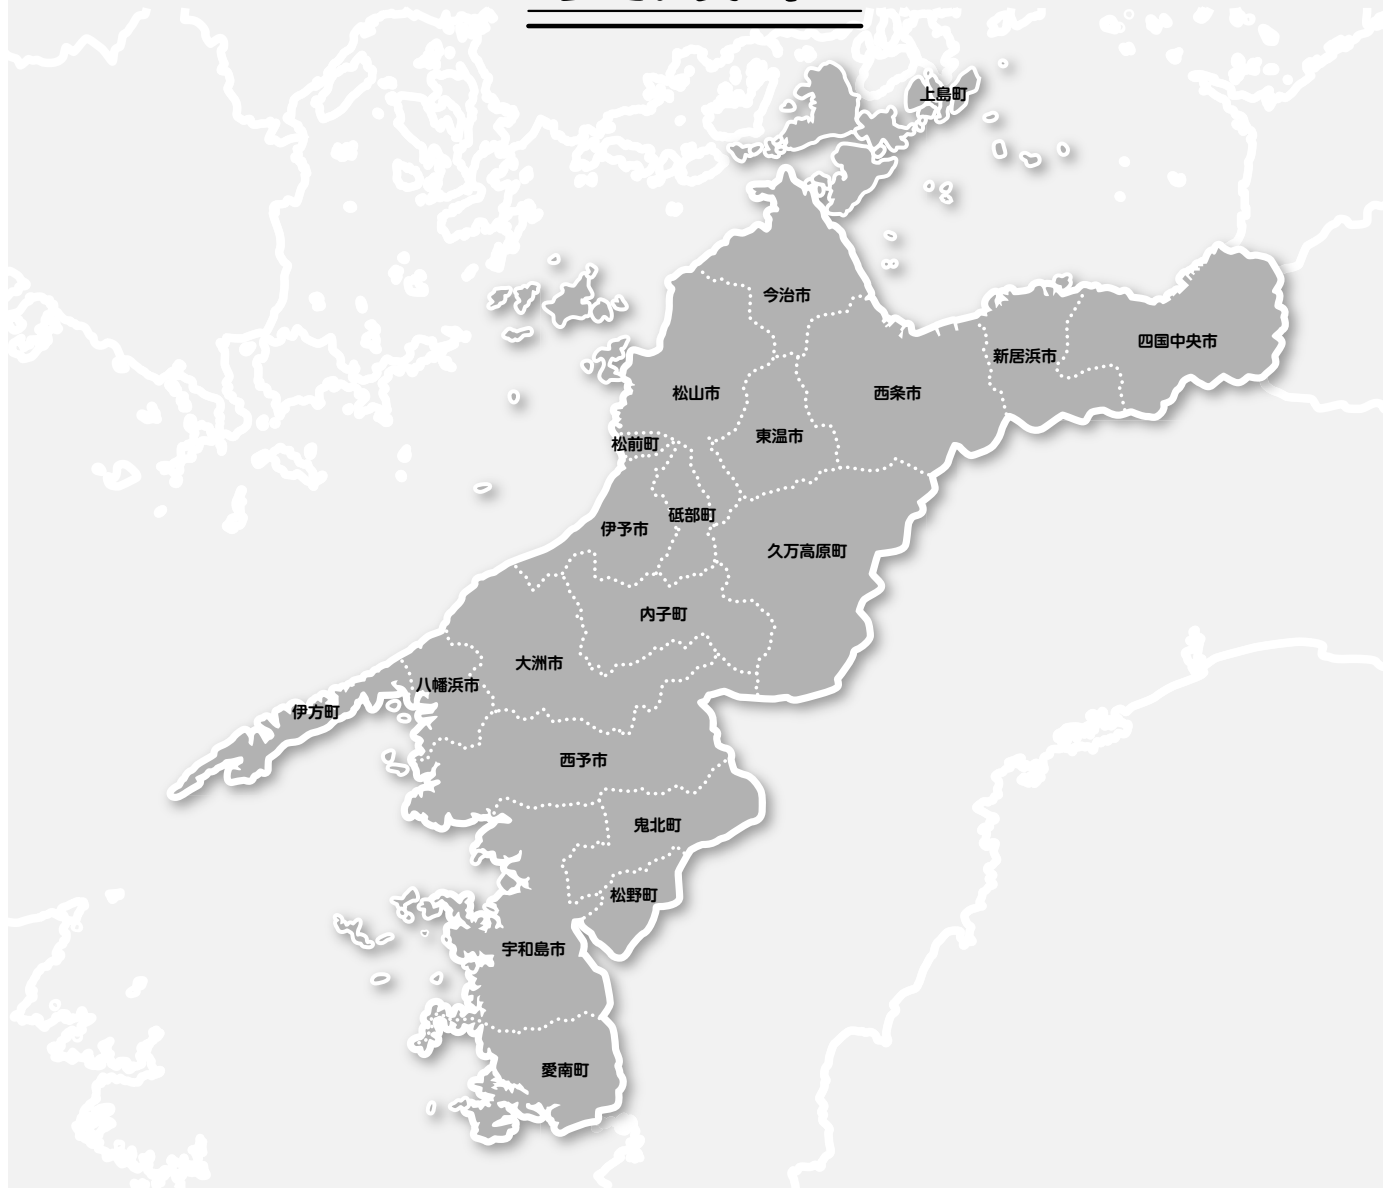 上島町
今治市
四国中央市
新居浜市
松山市
西条市
東温市
松前町
砥部町
伊予市
久万高原町
内子町
大洲市
八幡浜市
伊方町
西予市
鬼北町
松野町
宇和島市
愛南町